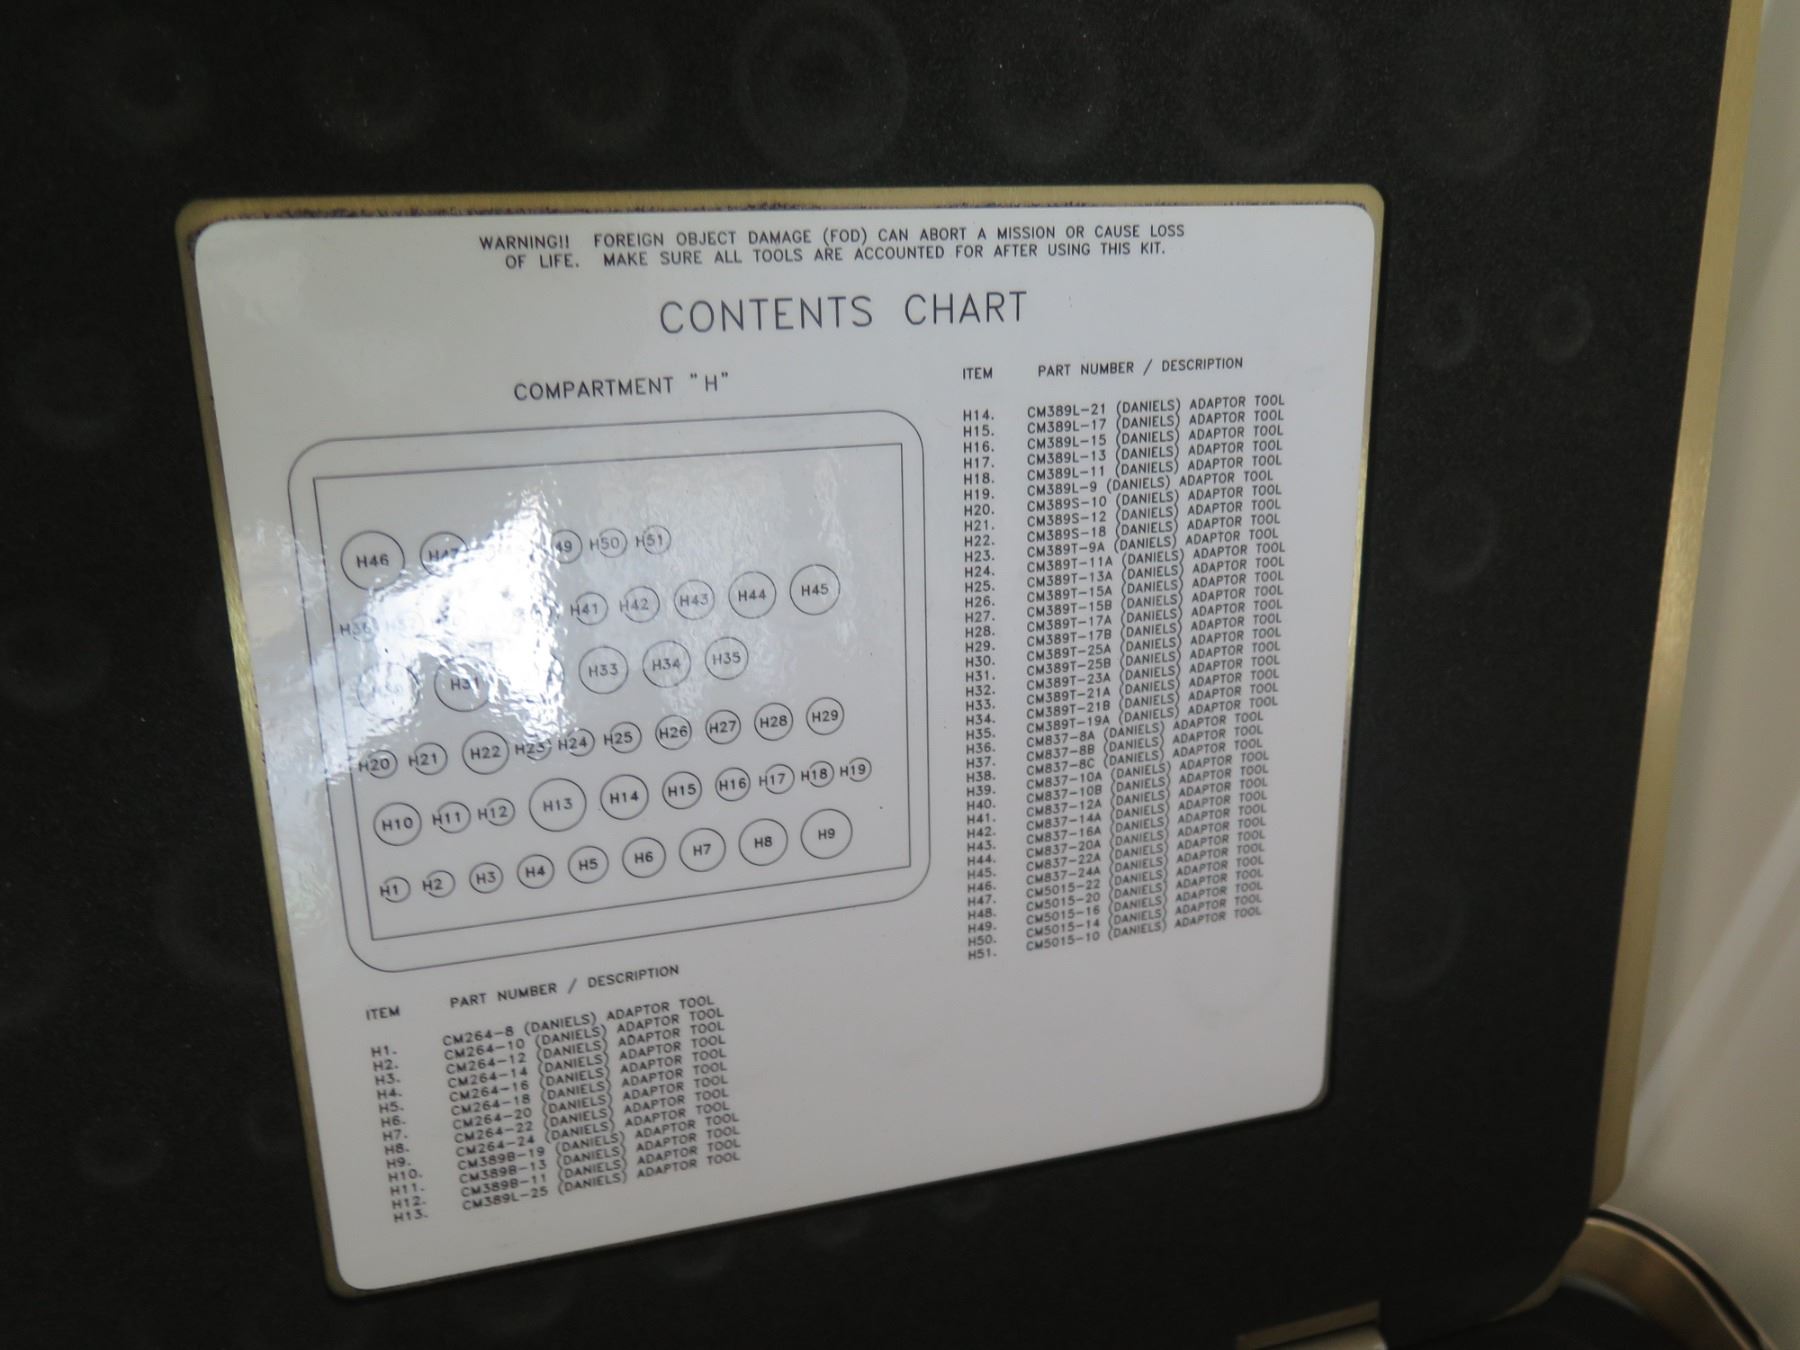 WARNING!! FOREIGN OBJECT DAMAGE (FOD) CAN ABORT A MISSION OR CAUSE LOSS
OF LIFE. MAKE SURE ALL TOOLS ARE ACCOUNTED FOR AFTER USING THIS KIT.
CONTENTS CHART
COMPARTMENT "H"
H46 H47 49 H50 H51
H36 H37 H41 H42 H43 H44 H45
H30 H31 H33 H34 H35
H20 H21 H22 H23 H24 H25 H26 H27 H28 H29
H10 H11 H12 H13 H14 H15 H16 H17 H18 H19
H1 H2 H3 H4 H5 H6 H7 H8 H9
ITEM PART NUMBER / DESCRIPTION
H1. CM264-8 (DANIELS) ADAPTOR TOOL
H2. CM264-10 (DANIELS) ADAPTOR TOOL
H3. CM264-12 (DANIELS) ADAPTOR TOOL
H4. CM264-14 (DANIELS) ADAPTOR TOOL
H5. CM264-16 (DANIELS) ADAPTOR TOOL
H6. CM264-18 (DANIELS) ADAPTOR TOOL
H7. CM264-20 (DANIELS) ADAPTOR TOOL
H8. CM264-22 (DANIELS) ADAPTOR TOOL
H9. CM264-24 (DANIELS) ADAPTOR TOOL
H10. CM389B-19 (DANIELS) ADAPTOR TOOL
H11. CM389B-13 (DANIELS) ADAPTOR TOOL
H12. CM389B-11 (DANIELS) ADAPTOR TOOL
H13. CM389L-25 (DANIELS) ADAPTOR TOOL
ITEM PART NUMBER / DESCRIPTION
H14. CM389L-21 (DANIELS) ADAPTOR TOOL
H15. CM389L-17 (DANIELS) ADAPTOR TOOL
H16. CM389L-15 (DANIELS) ADAPTOR TOOL
H17. CM389L-13 (DANIELS) ADAPTOR TOOL
H18. CM389L-11 (DANIELS) ADAPTOR TOOL
H19. CM389L-9 (DANIELS) ADAPTOR TOOL
H20. CM389S-10 (DANIELS) ADAPTOR TOOL
H21. CM389S-12 (DANIELS) ADAPTOR TOOL
H22. CM389S-18 (DANIELS) ADAPTOR TOOL
H23. CM389T-9A (DANIELS) ADAPTOR TOOL
H24. CM389T-11A (DANIELS) ADAPTOR TOOL
H25. CM389T-13A (DANIELS) ADAPTOR TOOL
H26. CM389T-15A (DANIELS) ADAPTOR TOOL
H27. CM389T-15B (DANIELS) ADAPTOR TOOL
H28. CM389T-17A (DANIELS) ADAPTOR TOOL
H29. CM389T-17B (DANIELS) ADAPTOR TOOL
H30. CM389T-25A (DANIELS) ADAPTOR TOOL
H31. CM389T-25B (DANIELS) ADAPTOR TOOL
H32. CM389T-23A (DANIELS) ADAPTOR TOOL
H33. CM389T-21A (DANIELS) ADAPTOR TOOL
H34. CM389T-21B (DANIELS) ADAPTOR TOOL
H35. CM389T-19A (DANIELS) ADAPTOR TOOL
H36. CM837-8A (DANIELS) ADAPTOR TOOL
H37. CM837-8B (DANIELS) ADAPTOR TOOL
H38. CM837-8C (DANIELS) ADAPTOR TOOL
H39. CM837-10A (DANIELS) ADAPTOR TOOL
H40. CM837-10B (DANIELS) ADAPTOR TOOL
H41. CM837-12A (DANIELS) ADAPTOR TOOL
H42. CM837-14A (DANIELS) ADAPTOR TOOL
H43. CM837-16A (DANIELS) ADAPTOR TOOL
H44. CM837-20A (DANIELS) ADAPTOR TOOL
H45. CM837-22A (DANIELS) ADAPTOR TOOL
H46. CM837-24A (DANIELS) ADAPTOR TOOL
H47. CM5015-22 (DANIELS) ADAPTOR TOOL
H48. CM5015-20 (DANIELS) ADAPTOR TOOL
H49. CM5015-16 (DANIELS) ADAPTOR TOOL
H50. CM5015-14 (DANIELS) ADAPTOR TOOL
H51. CM5015-10 (DANIELS) ADAPTOR TOOL